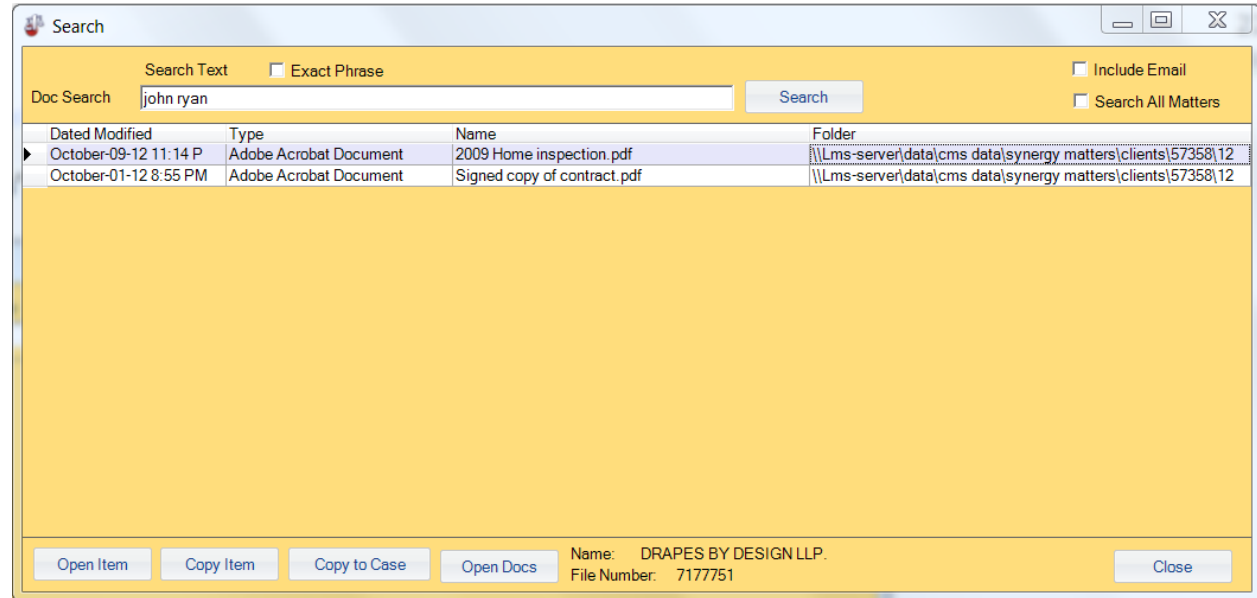 Search
Search Text Exact Phrase Include Email
Doc Search john ryan Search Search All Matters
Dated Modified Type Name Folder
October-09-12 11:14 P Adobe Acrobat Document 2009 Home inspection.pdf \\Lms-server\data\cms data\synergy matters\clients\57358\12
October-01-12 8:55 PM Adobe Acrobat Document Signed copy of contract.pdf \\Lms-server\data\cms data\synergy matters\clients\57358\12
Open Item Copy Item Copy to Case Open Docs Name: DRAPES BY DESIGN LLP. Close
File Number: 7177751